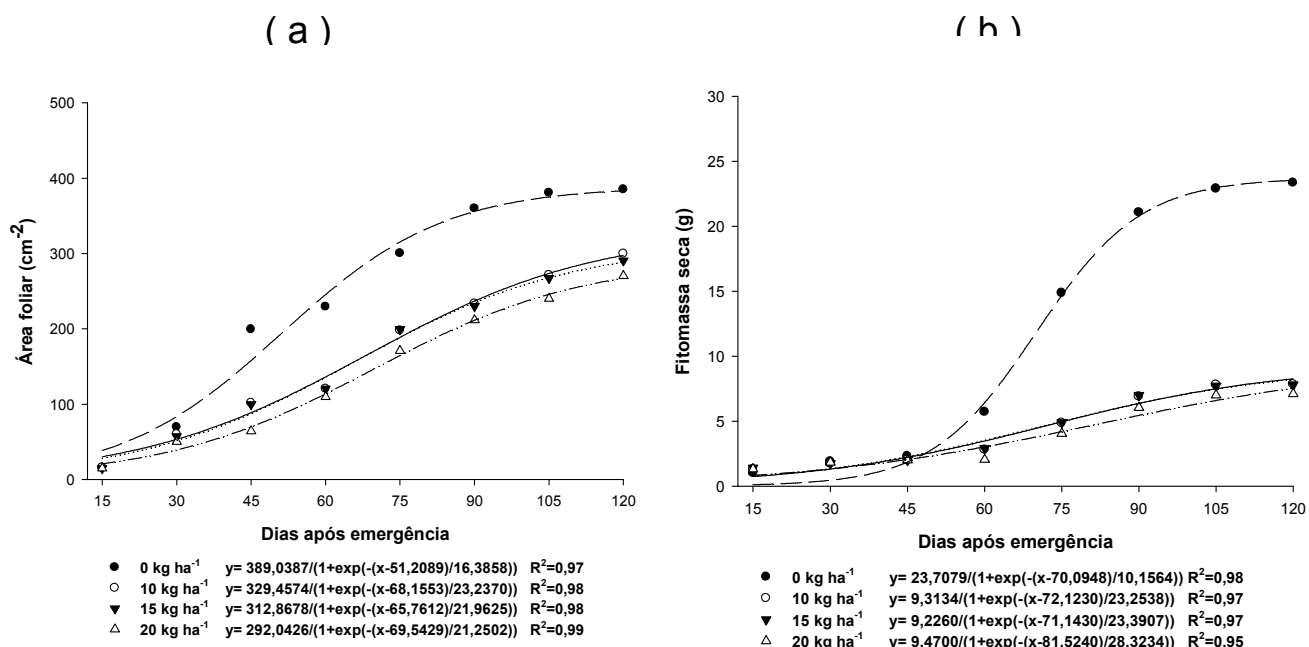 ( a )
( b )
500
400
300
200
100
0
Área foliar (cm-2)
15 30 45 60 75 90 105 120
Dias após emergência
0 kg ha-1 y= 389,0387/(1+exp(-(x-51,2089)/16,3858)) R2=0,97
10 kg ha-1 y= 329,4574/(1+exp(-(x-68,1553)/23,2370) R2=0,98
15 kg ha-1 y= 312,8678/(1+exp(-(x-65,7612)/21,9625)) R2=0,98
20 kg ha-1 y= 292,0426/(1+exp(-(x-69,5429)/21,2502)) R2=0,99
30
25
20
15
10
5
0
Fitomassa seca (g)
15 30 45 60 75 90 105 120
Dias após emergência
0 kg ha-1 y= 23,7079/(1+exp(-(x-70,0948)/10,1564)) R2=0,98
10 kg ha-1 y= 9,3134/(1+exp(-(x-72,1230)/23,2538) R2=0,97
15 kg ha-1 y= 9,2260/(1+exp(-(x-71,1430)/23,3907)) R2=0,97
20 kg ha-1 y= 9,4700/(1+exp(-(x-81,5240)/28,3234)) R2=0,95